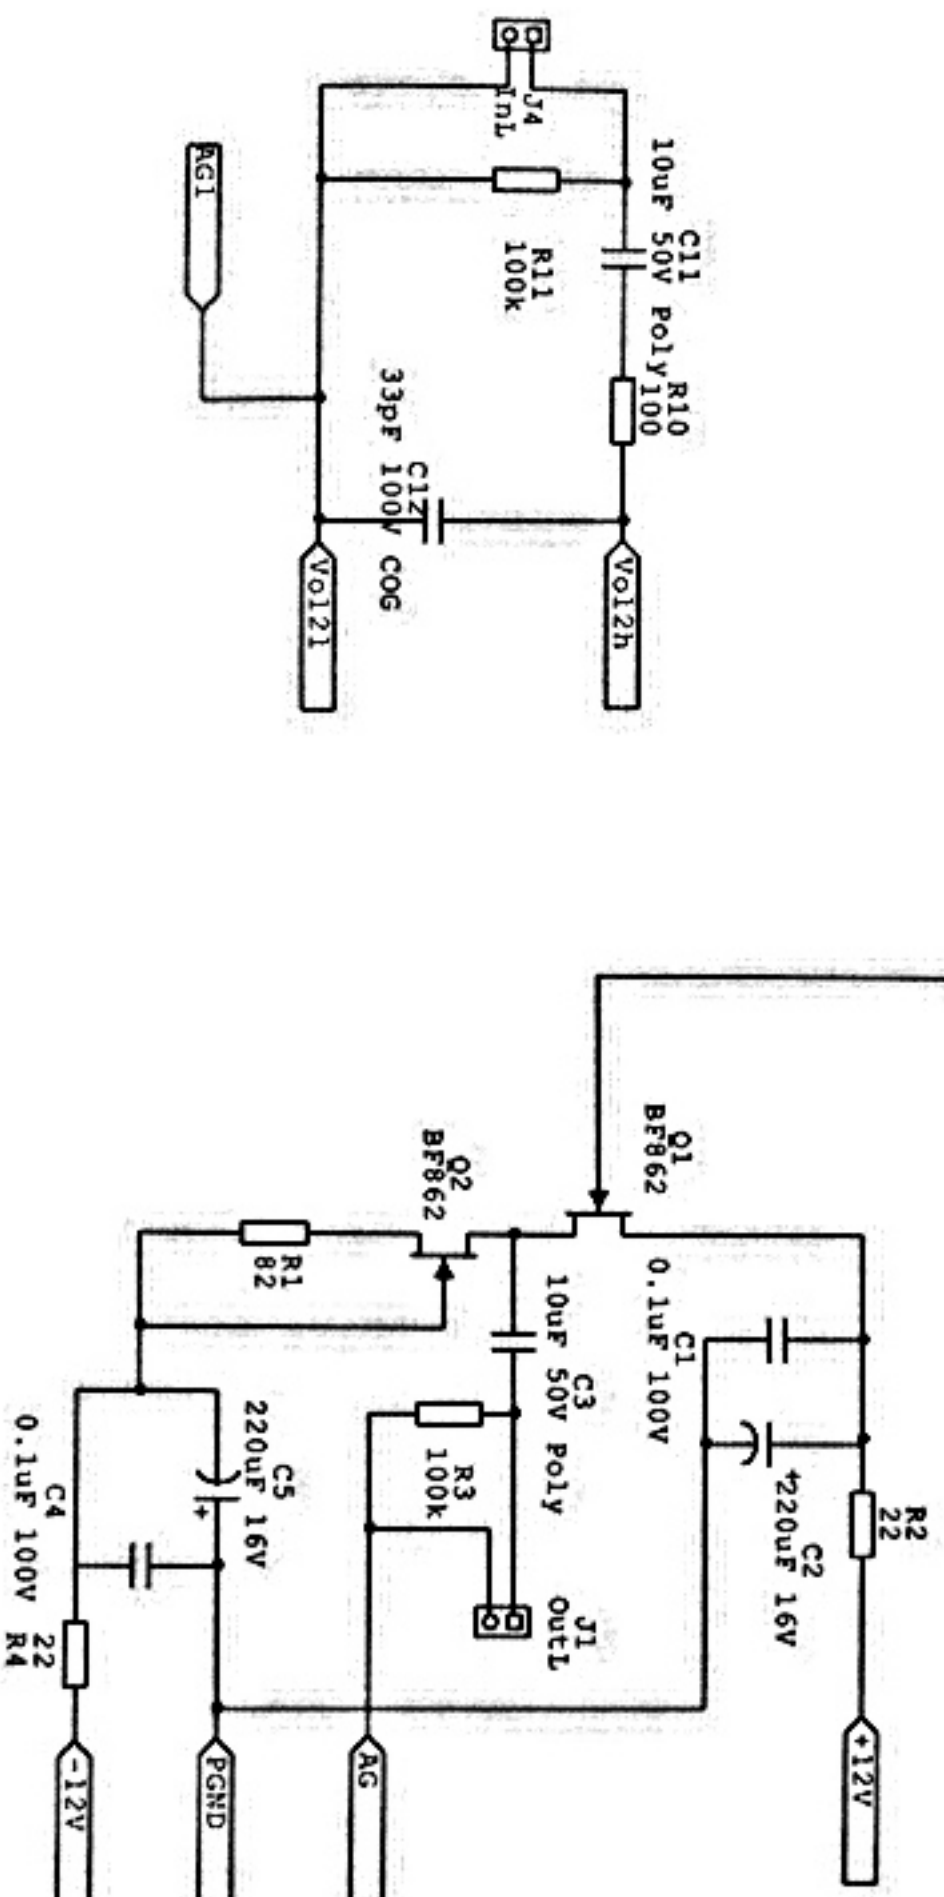 J4
InL
AG1
R11
100k
C11
10uF 50V Poly
R10
100
C12
33pF 100V COG
Vol2l
Vol2h
Q1
BF862
Q2
BF862
R1
82
C1
0.1uF 100V
C3
10uF 50V Poly
R3
100k
C2
+220uF 16V
R2
22
C5
220uF 16V
+
C4
0.1uF 100V
22
R4
J1
OutL
-12V
PGND
AG
+12V